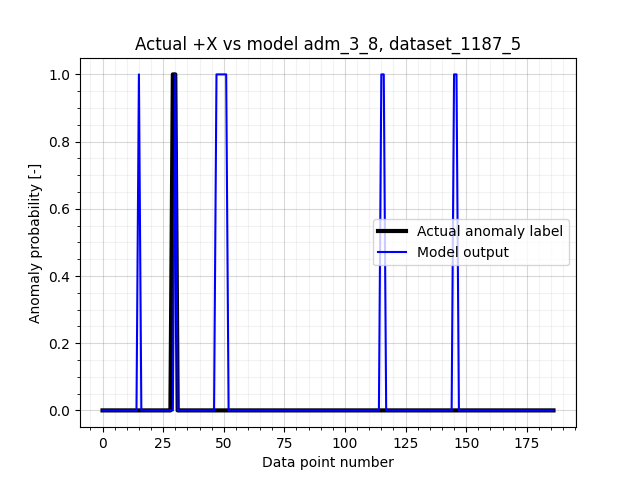 Actual +X vs model adm_3_8, dataset_1187_5
1.0
0.8
0.6
0.4
0.2
0.0
Anomaly probability [-]
Actual anomaly label
Model output
0 25 50 75 100 125 150 175
Data point number